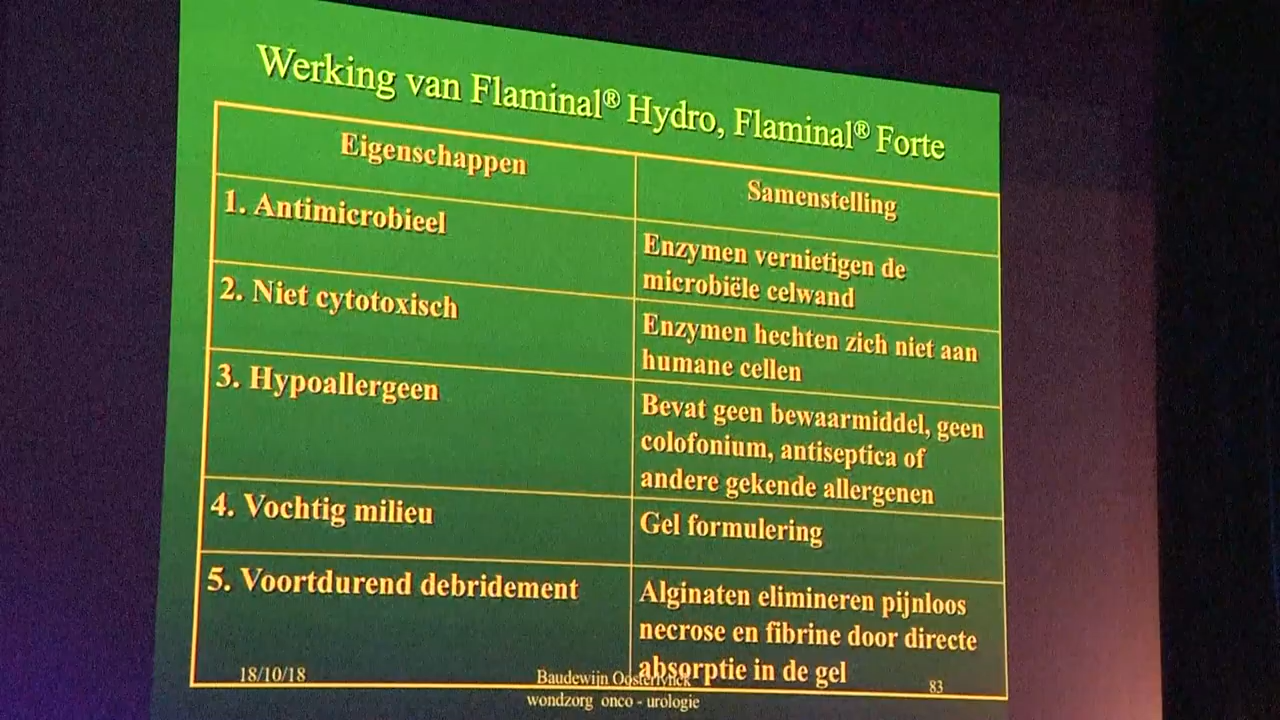 Werking van Flaminal® Hydro, Flaminal® Forte
Eigenschappen
Samenstelling
1. Antimicrobieel
Enzymen vernietigen de
microbiële celwand
2. Niet cytotoxisch
Enzymen hechten zich niet aan
humane cellen
3. Hypoallergeen
Bevat geen bewaarmiddel, geen
colofonium, antiseptica of
andere gekende allergenen
4. Vochtig milieu
Gel formulering
5. Voortdurend debridement
Alginaten elimineren pijnloos
necrose en fibrine door directe
absorptie in de gel
18/10/18
Baudewijn Oosterlynck
wondzorg onco - urologie
83